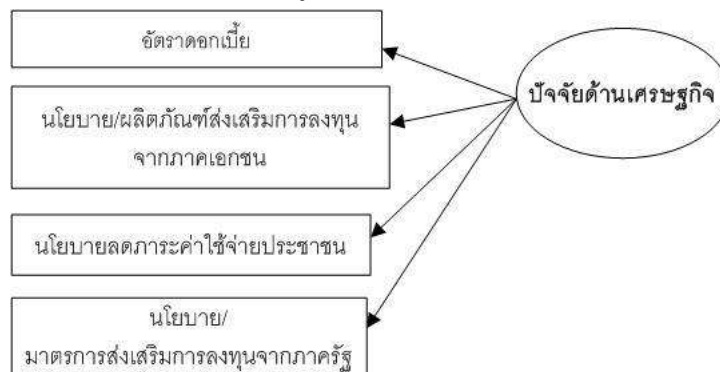 อัตราดอกเบี้ย
ปัจจัยด้านเศรษฐกิจ
นโยบาย/ผลิตภัณฑ์ส่งเสริมการลงทุน
จากภาคเอกชน
นโยบายลดภาระค่าใช้จ่ายประชาชน
นโยบาย/
มาตรการส่งเสริมการลงทุนจากภาครัฐ